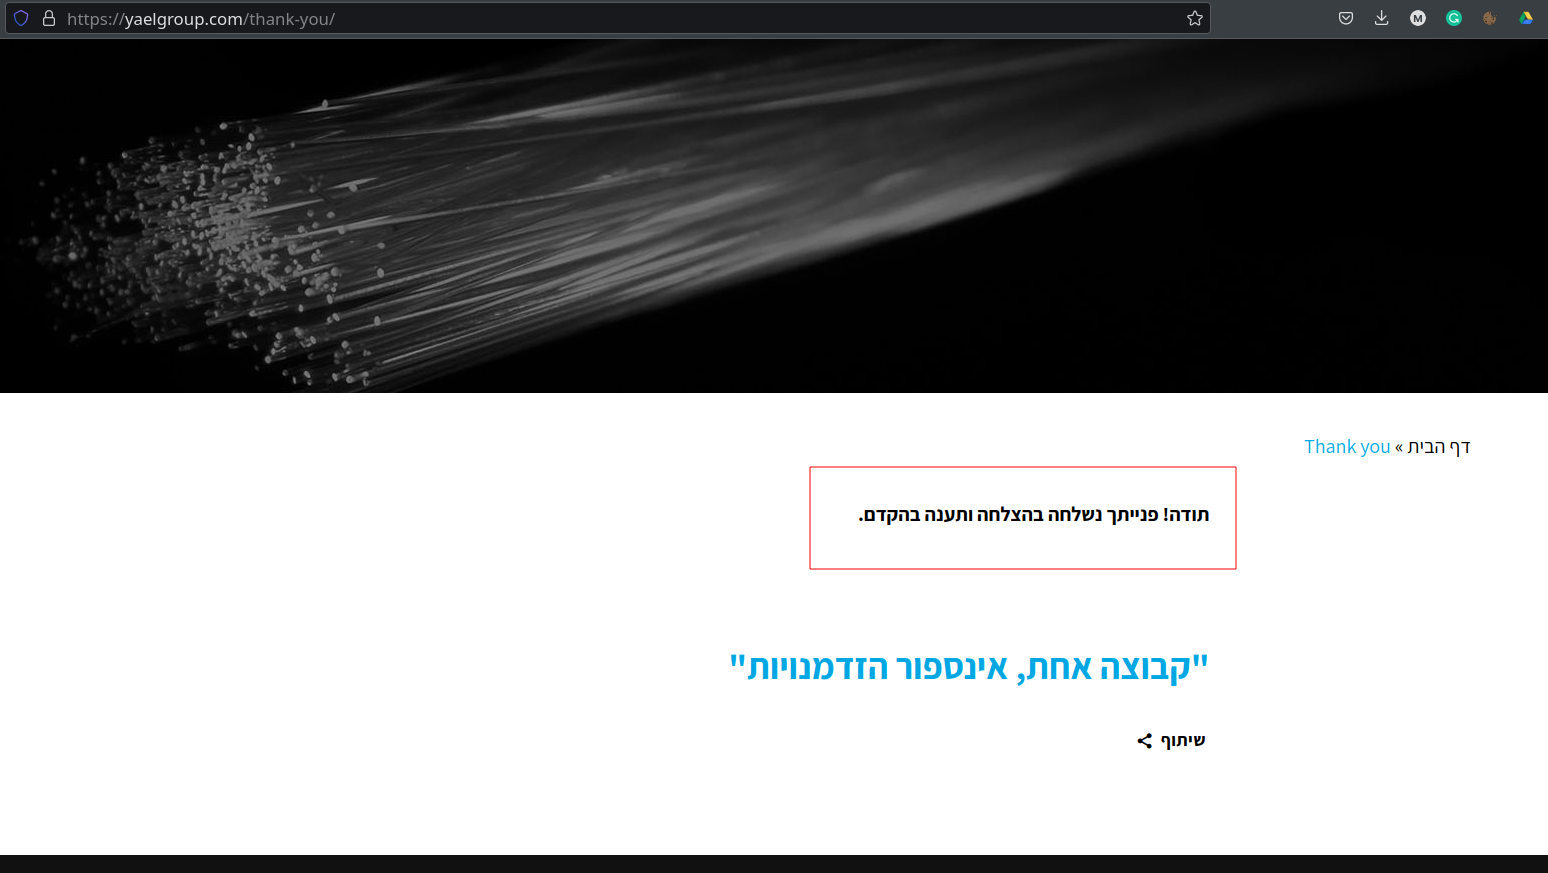 https://yaelgroup.com/thank-you/
דף הבית » Thank you
תודה! פנייתך נשלחה בהצלחה ותענה בהקדם.
"קבוצה אחת, אינספור הזדמנויות"
שיתוף